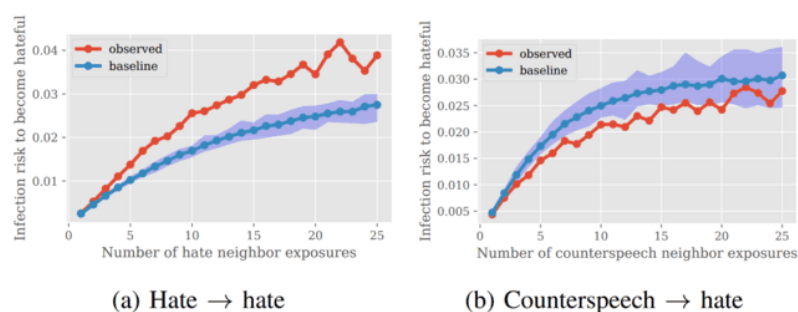 observed
baseline
Infection risk to become hateful
0.04
0.03
0.02
0.01
0 5 10 15 20 25
Number of hate neighbor exposures
(a) Hate → hate
observed
baseline
Infection risk to become hateful
0.035
0.030
0.025
0.020
0.015
0.010
0.005
0 5 10 15 20 25
Number of counterspeech neighbor exposures
(b) Counterspeech → hate